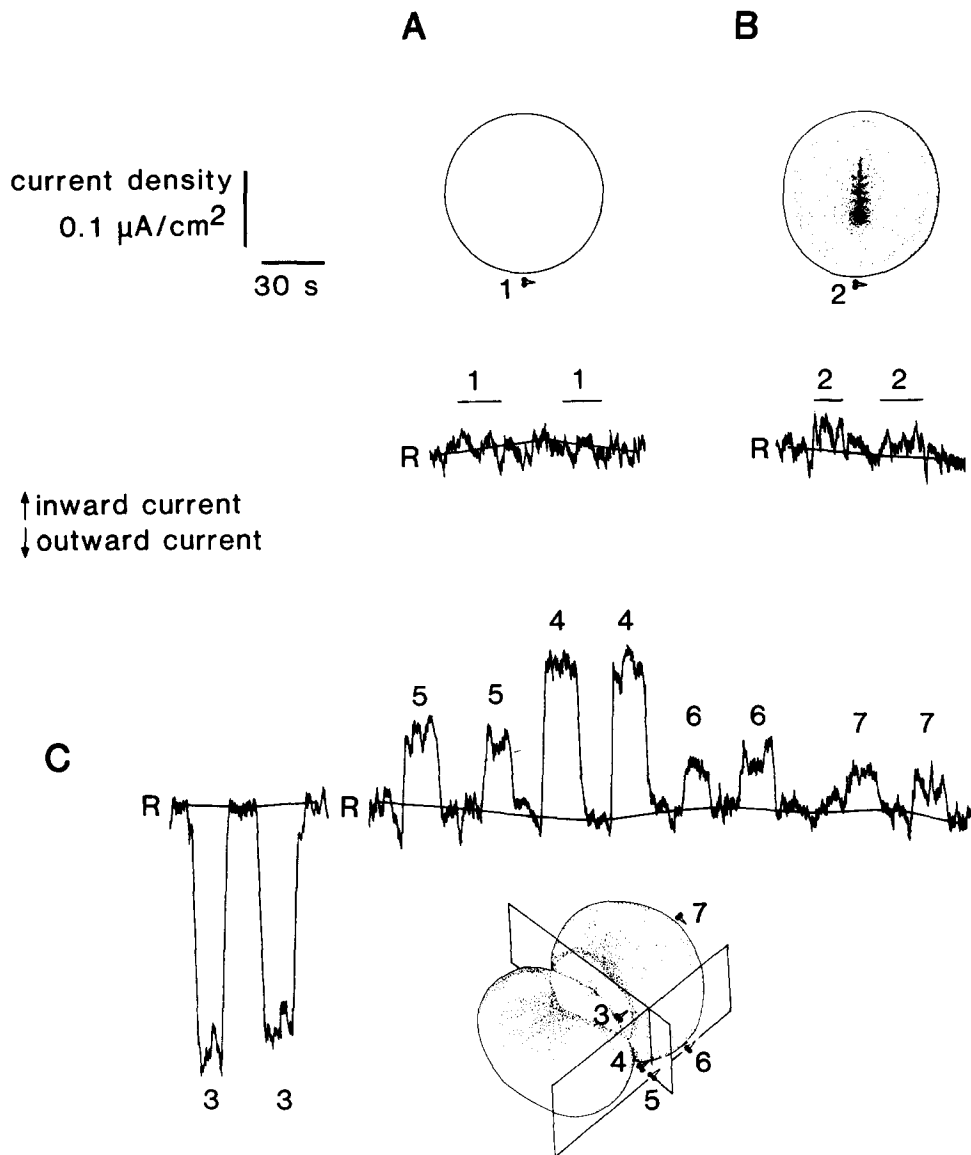 A B
current density
0.1 µA/cm2
30 s
1 2
1 1 2 2
R R
↑inward current
↓outward current
4 4
5 5 6 6 7 7
C
R R
3 3
7
3
4 6
5